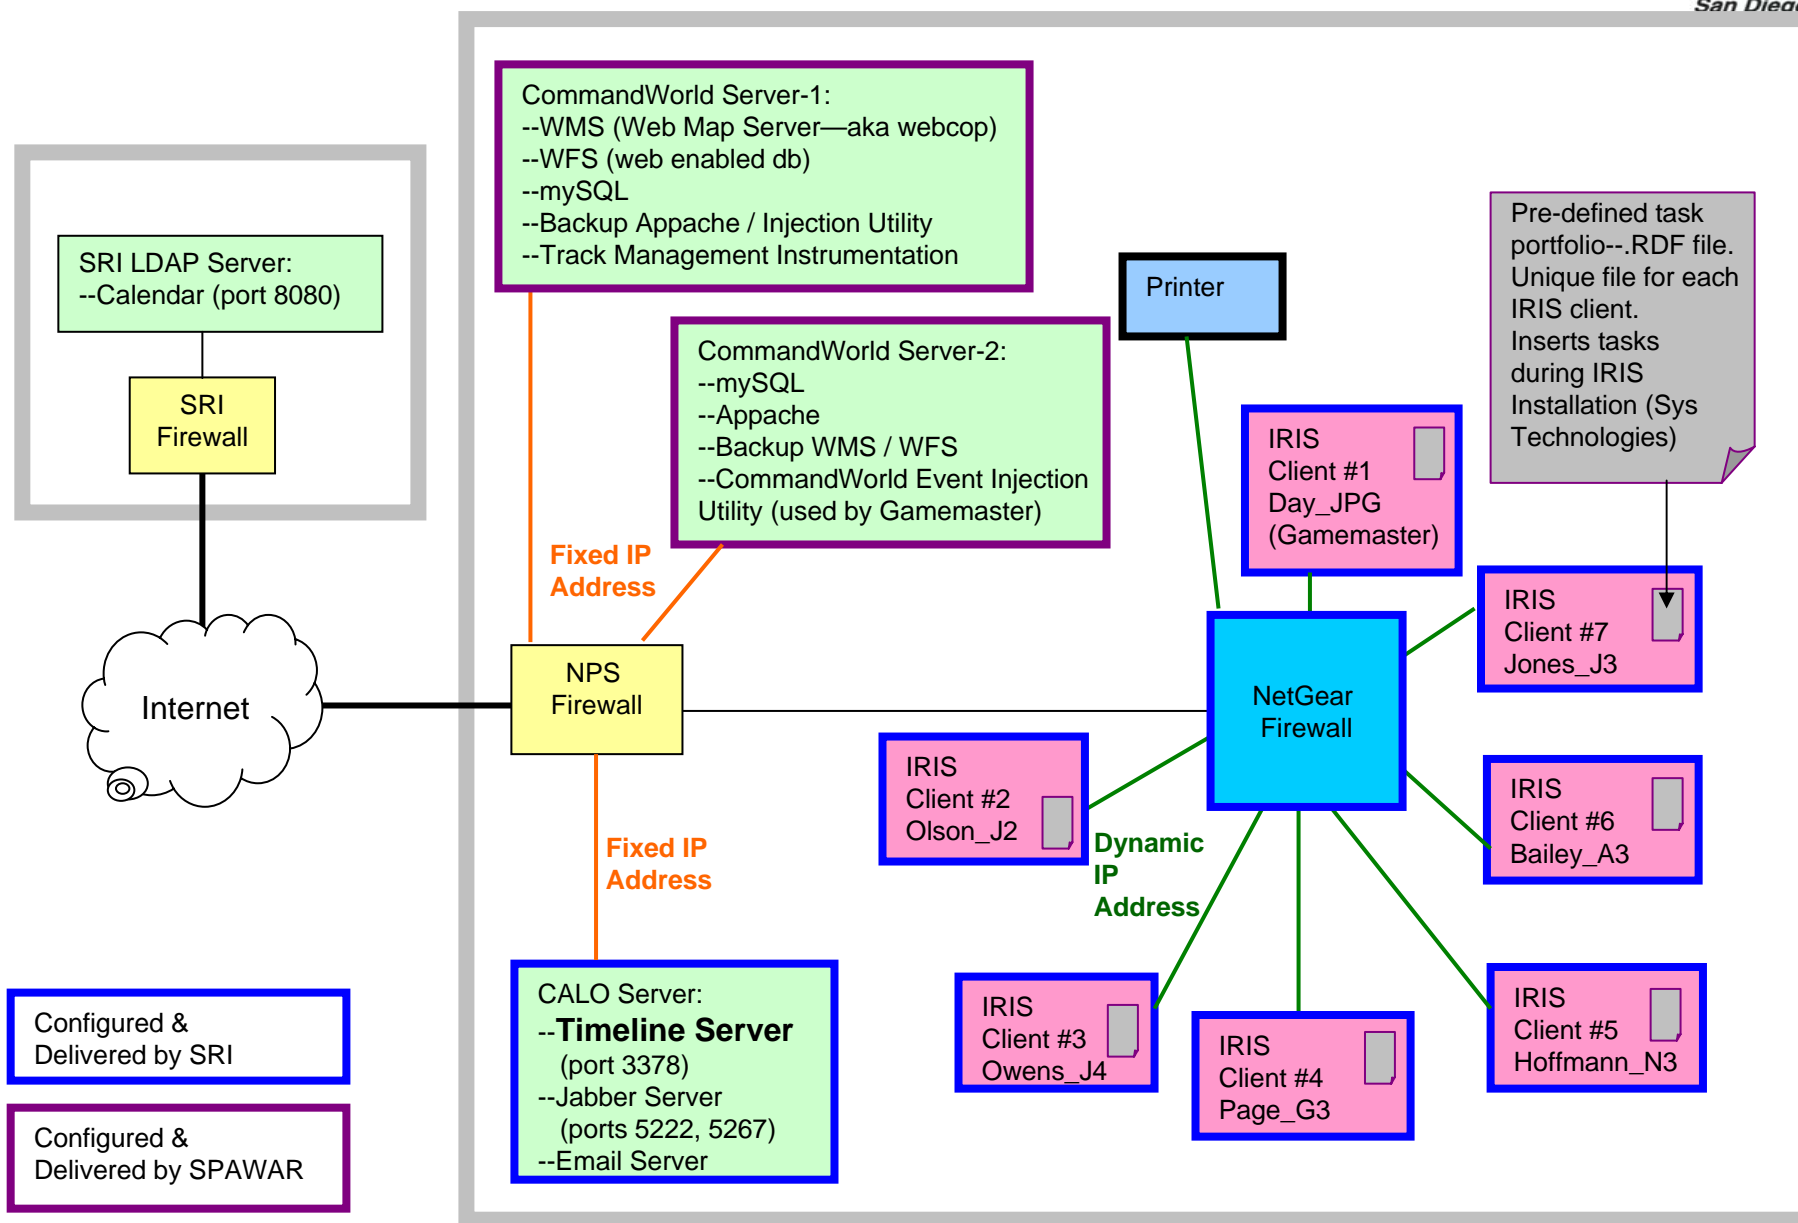 San Diego
CommandWorld Server-1:
--WMS (Web Map Server—aka webcop)
--WFS (web enabled db)
--mySQL
--Backup Appache / Injection Utility
--Track Management Instrumentation
SRI LDAP Server:
--Calendar (port 8080)
SRI
Firewall
Internet
CommandWorld Server-2:
--mySQL
--Appache
--Backup WMS / WFS
--CommandWorld Event Injection
Utility (used by Gamemaster)
Printer
Pre-defined task
portfolio--.RDF file.
Unique file for each
IRIS client.
Inserts tasks
during IRIS
Installation (Sys
Technologies)
IRIS
Client #1
Day_JPG
(Gamemaster)
Fixed IP
Address
IRIS
Client #7
Jones_J3
NPS
Firewall
NetGear
Firewall
IRIS
Client #2
Olson_J2
IRIS
Client #6
Bailey_A3
Fixed IP
Address
Dynamic
IP
Address
CALO Server:
--Timeline Server
(port 3378)
--Jabber Server
(ports 5222, 5267)
--Email Server
IRIS
Client #3
Owens_J4
IRIS
Client #4
Page_G3
IRIS
Client #5
Hoffmann_N3
Configured &
Delivered by SRI
Configured &
Delivered by SPAWAR